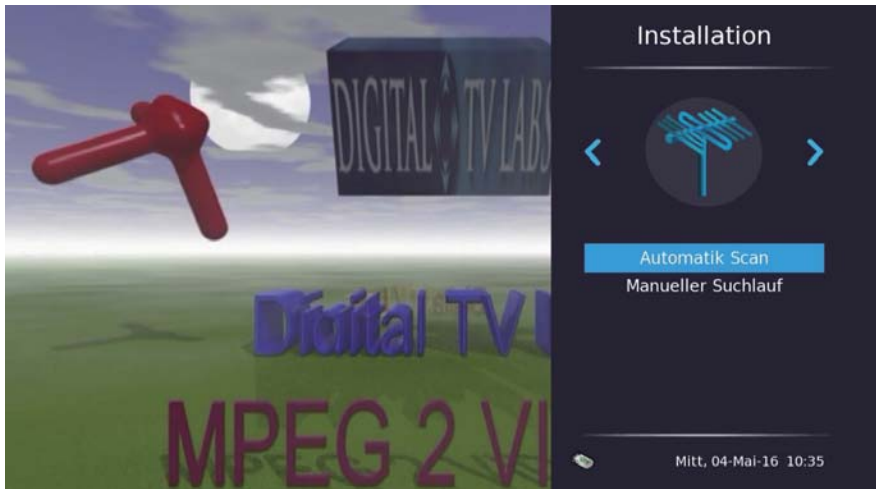 Installation
DIGITAL TV LABS
Automatik Scan
Manueller Suchlauf
Digital TV
MPEG 2 VI
Mitt, 04-Mai-16 10:35